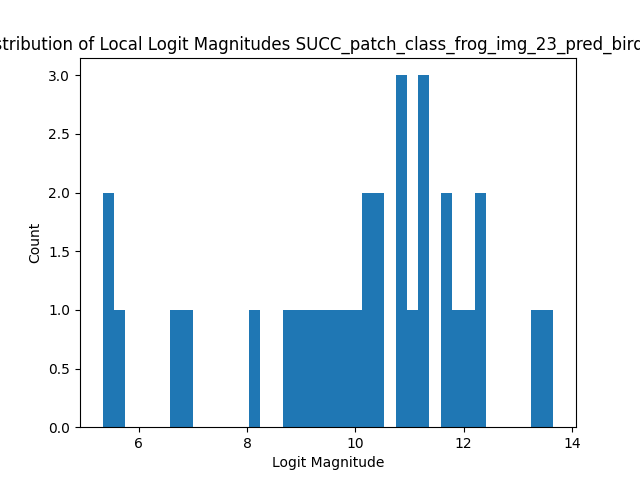 stribution of Local Logit Magnitudes SUCC_patch_class_frog_img_23_pred_bird
3.0
2.5
2.0
1.5
1.0
0.5
0.0
Count
6 8 10 12 14
Logit Magnitude